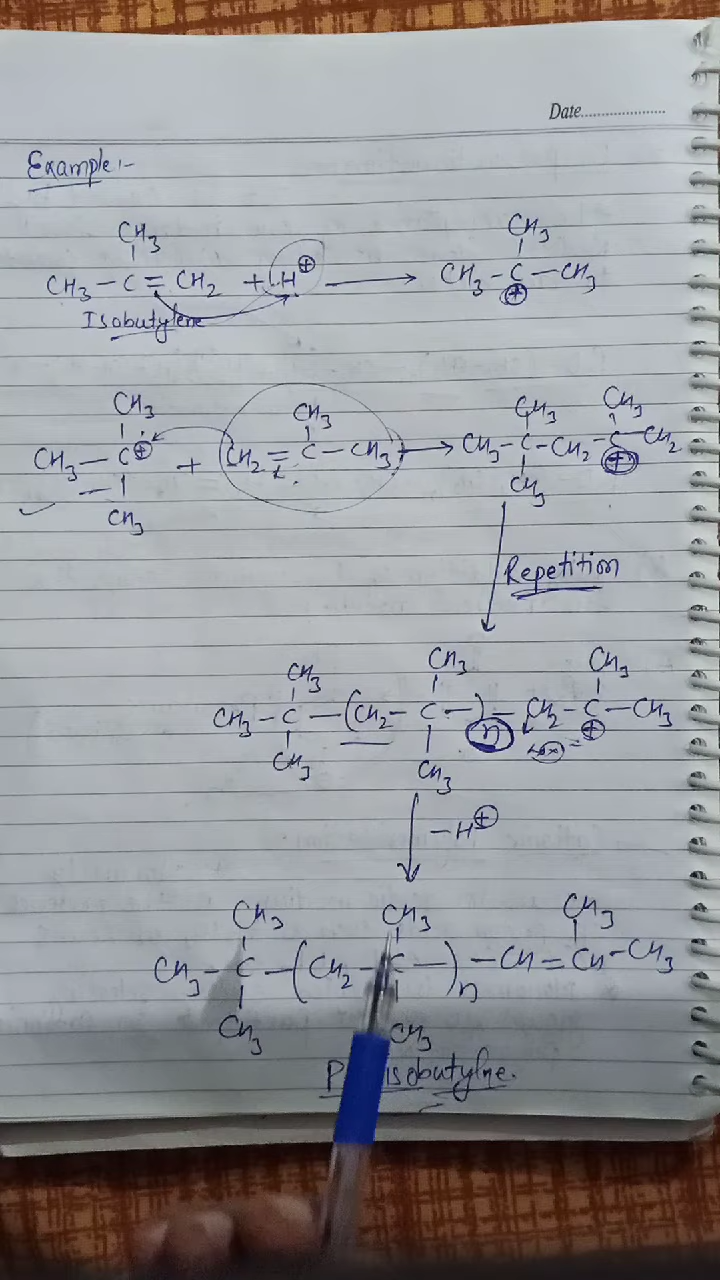 Date....................
Example:-
CH3
CH3
CH3 - C = CH2 + H⊕ → CH3 - C - CH3
Isobutylene ⊕
CH3 CH3 CH3 CH3
CH3 - C⊕ + CH2 = C - CH3 → CH3 - C - CH2 - C - CH2
CH3 CH3 ⊕
Repetition
CH3 CH3 CH3
CH3 - C - (CH2 - C - )n - CH2 - C - CH3
CH3 CH3 ⊕
- H⊕
CH3 CH3 CH3
CH3 - C - (CH2 - C - )n - CH = CH - CH3
CH3 CH3
P isobutylne.